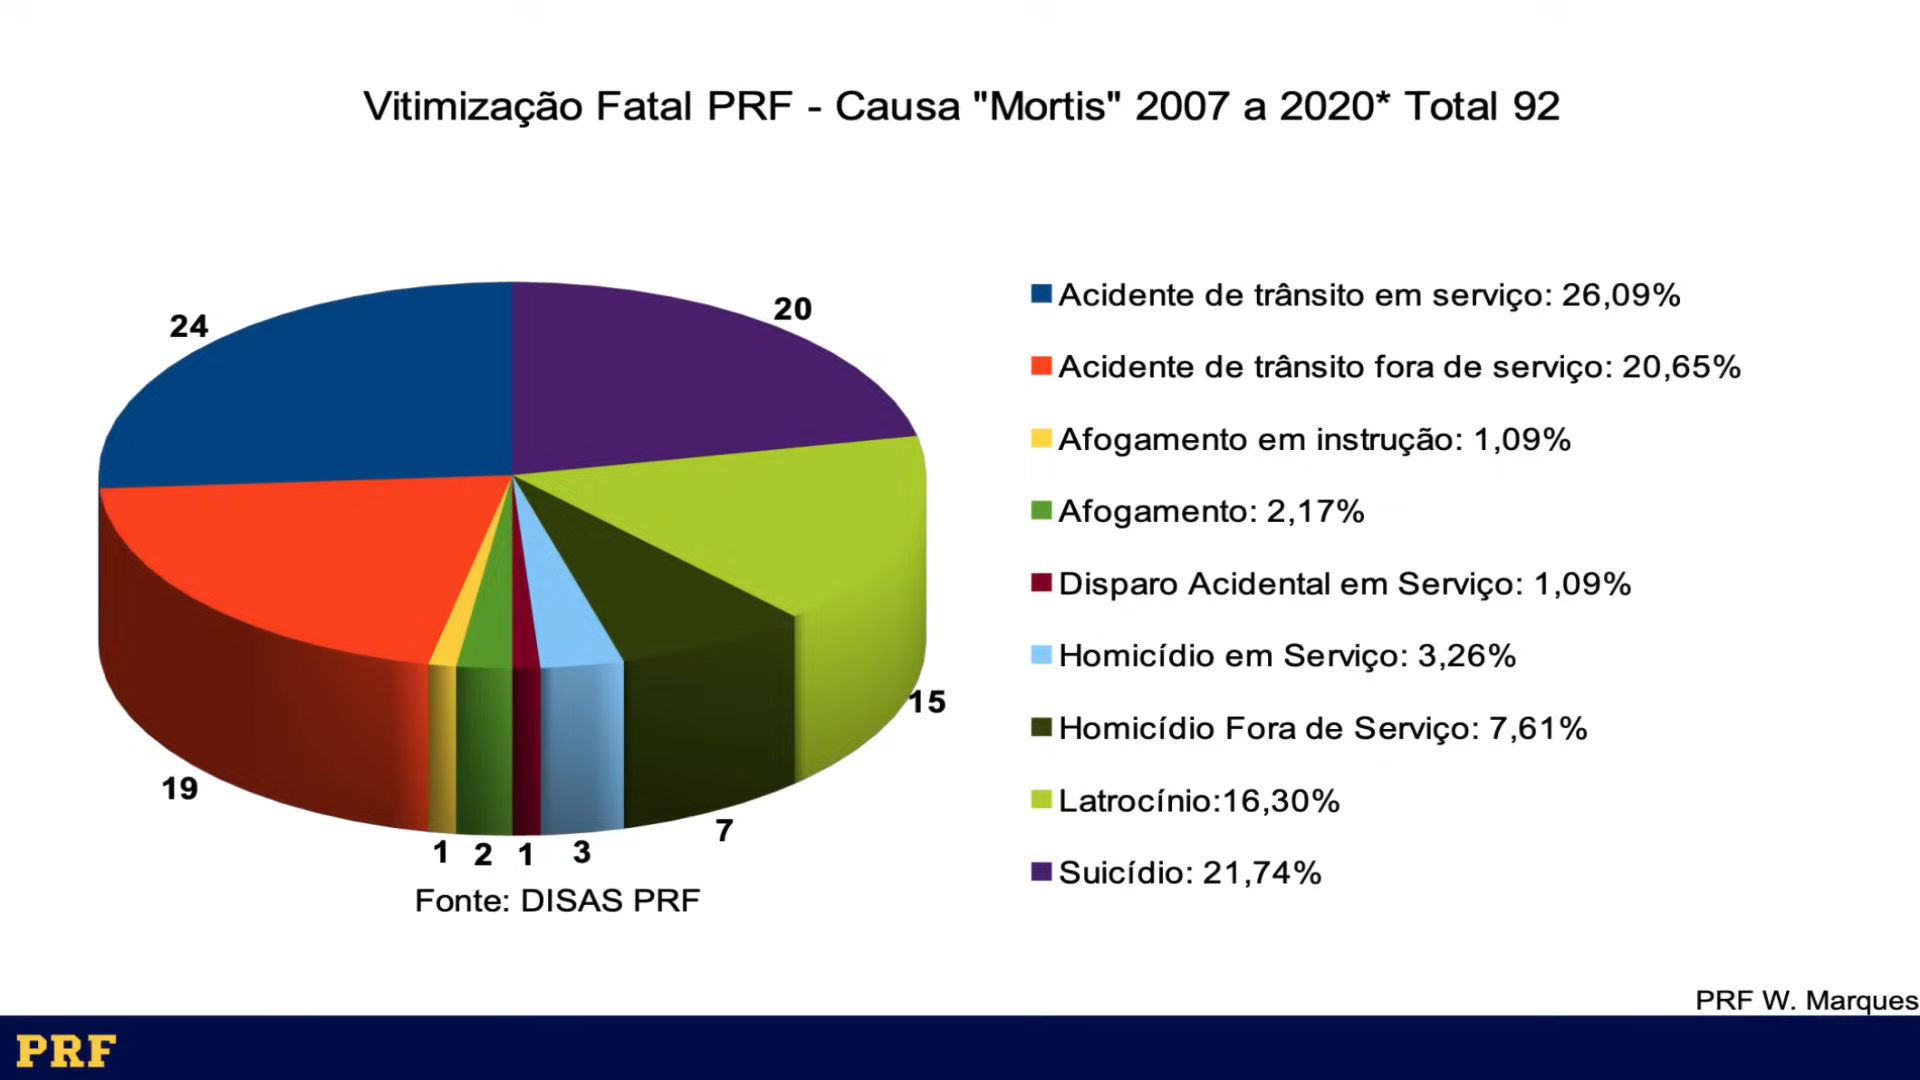 Vitimização Fatal PRF - Causa "Mortis" 2007 a 2020* Total 92
24
20
15
19
7
1
2
1
3
Fonte: DISAS PRF
Acidente de trânsito em serviço: 26,09%
Acidente de trânsito fora de serviço: 20,65%
Afogamento em instrução: 1,09%
Afogamento: 2,17%
Disparo Acidental em Serviço: 1,09%
Homicídio em Serviço: 3,26%
Homicídio Fora de Serviço: 7,61%
Latrocínio:16,30%
Suicídio: 21,74%
PRF W. Marques
PRF